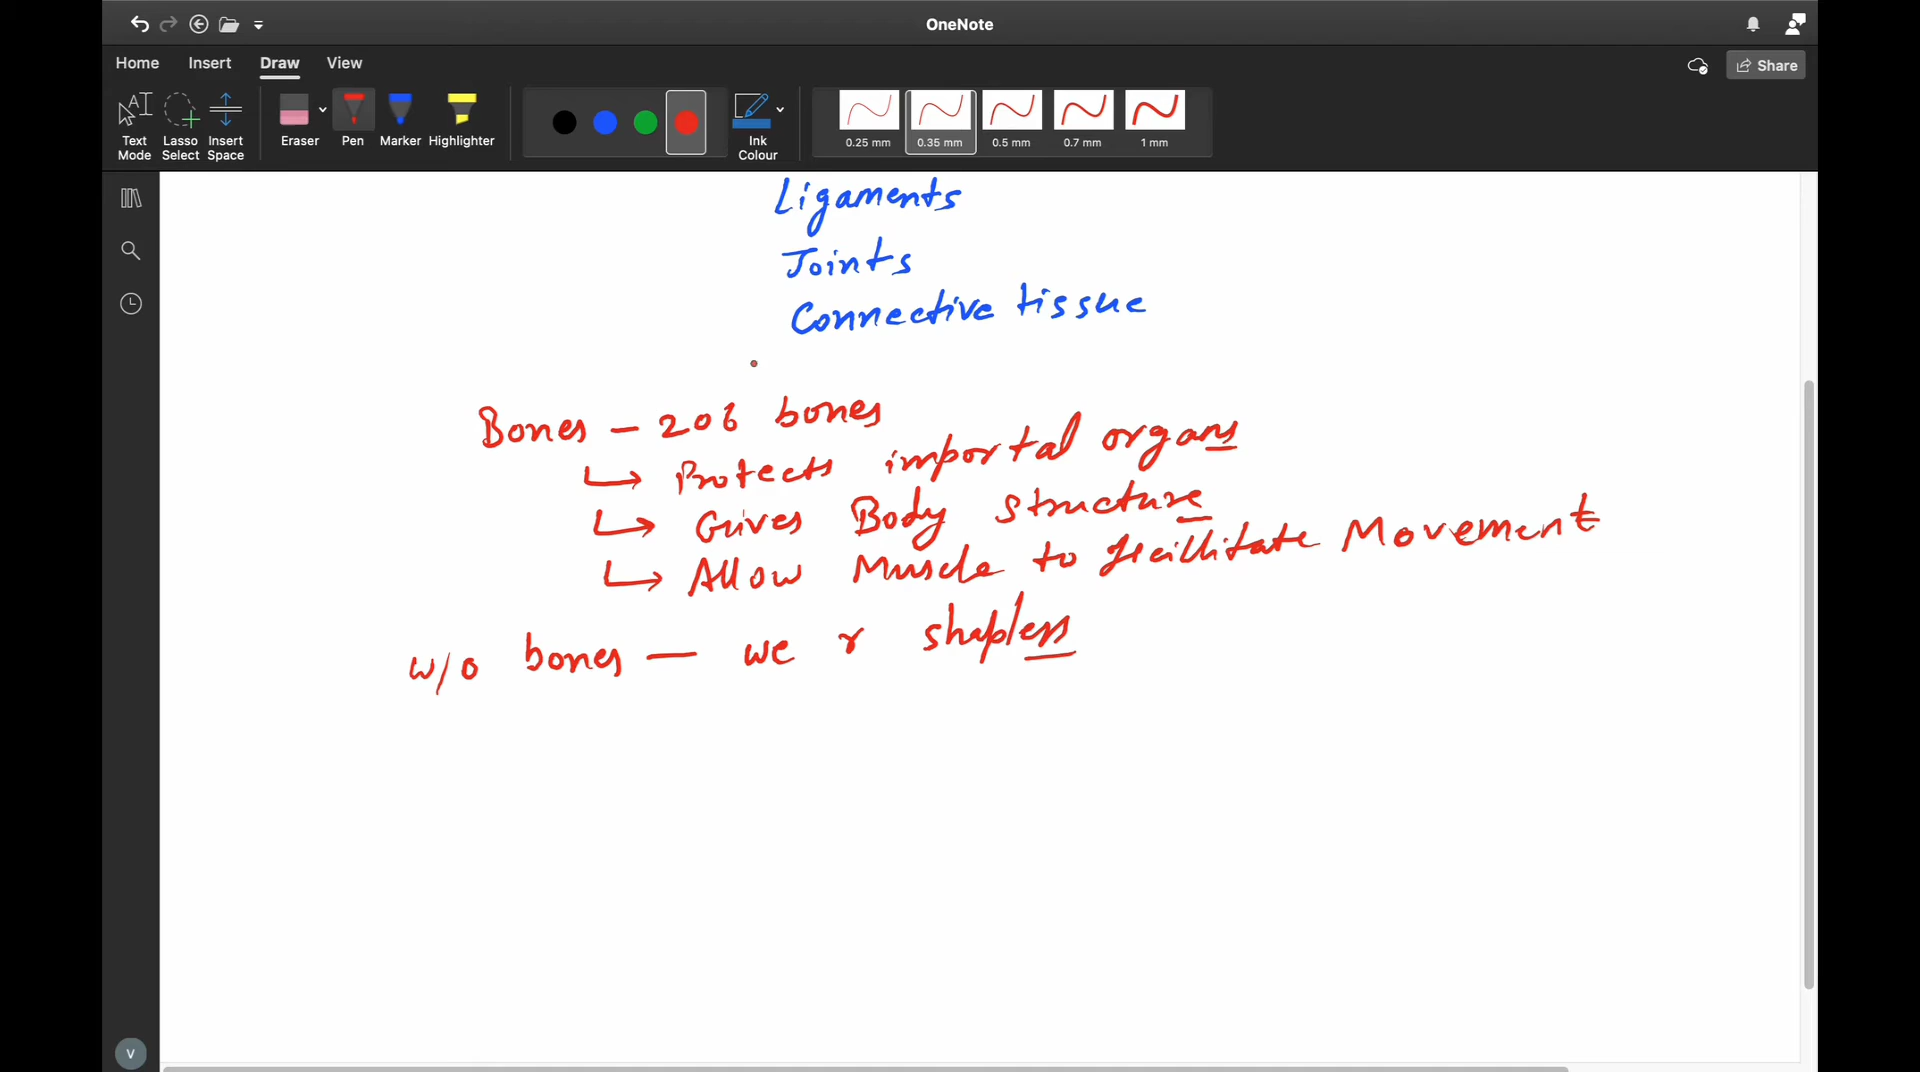 OneNote
Home Insert Draw View
Share
Text Mode Lasso Select Insert Space Eraser Pen Marker Highlighter Ink Colour 0.25 mm 0.35 mm 0.5 mm 0.7 mm 1 mm
Ligaments
Joints
Connective tissue
Bones - 206 bones
↳ Protects importal organs
↳ Gives Body structure
↳ Allow Muscle to facillitate Movement
w/o bones - we r shapless
V